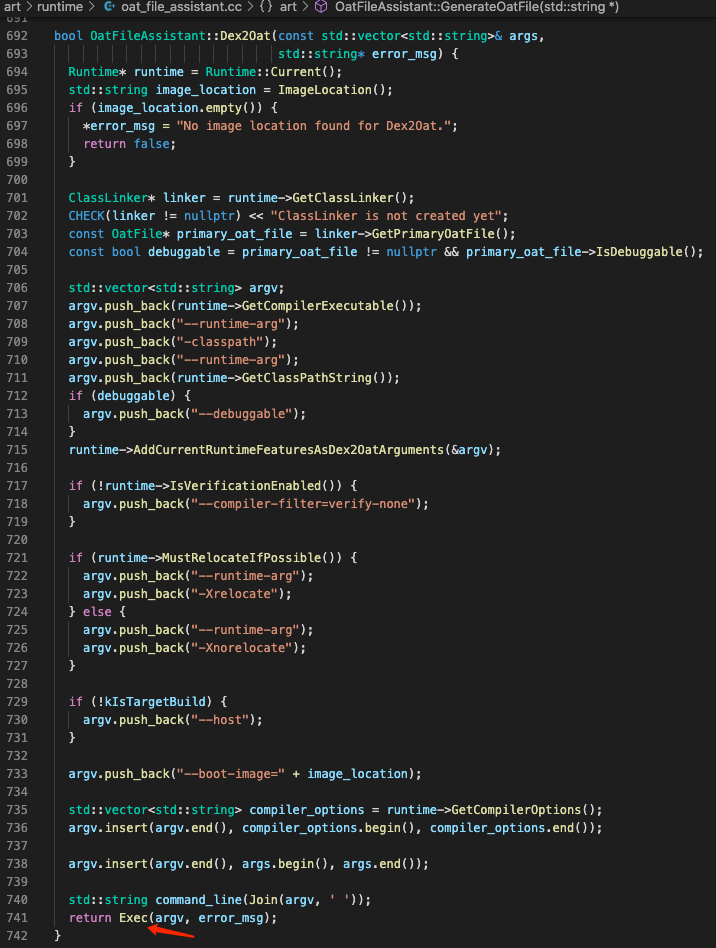 art > runtime > oat_file_assistant.cc > {} art > OatFileAssistant::GenerateOatFile(std::string *)
691
692 bool OatFileAssistant::Dex2Oat(const std::vector<std::string>& args,
693 std::string* error_msg) {
694 Runtime* runtime = Runtime::Current();
695 std::string image_location = ImageLocation();
696 if (image_location.empty()) {
697 *error_msg = "No image location found for Dex2Oat.";
698 return false;
699 }
700
701 ClassLinker* linker = runtime->GetClassLinker();
702 CHECK(linker != nullptr) << "ClassLinker is not created yet";
703 const OatFile* primary_oat_file = linker->GetPrimaryOatFile();
704 const bool debuggable = primary_oat_file != nullptr && primary_oat_file->IsDebuggable();
705
706 std::vector<std::string> argv;
707 argv.push_back(runtime->GetCompilerExecutable());
708 argv.push_back("--runtime-arg");
709 argv.push_back("-classpath");
710 argv.push_back("--runtime-arg");
711 argv.push_back(runtime->GetClassPathString());
712 if (debuggable) {
713 argv.push_back("--debuggable");
714 }
715 runtime->AddCurrentRuntimeFeaturesAsDex2OatArguments(&argv);
716
717 if (!runtime->IsVerificationEnabled()) {
718 argv.push_back("--compiler-filter=verify-none");
719 }
720
721 if (runtime->MustRelocateIfPossible()) {
722 argv.push_back("--runtime-arg");
723 argv.push_back("-Xrelocate");
724 } else {
725 argv.push_back("--runtime-arg");
726 argv.push_back("-Xnorelocate");
727 }
728
729 if (!kIsTargetBuild) {
730 argv.push_back("--host");
731 }
732
733 argv.push_back("--boot-image=" + image_location);
734
735 std::vector<std::string> compiler_options = runtime->GetCompilerOptions();
736 argv.insert(argv.end(), compiler_options.begin(), compiler_options.end());
737
738 argv.insert(argv.end(), args.begin(), args.end());
739
740 std::string command_line(Join(argv, ' '));
741 return Exec(argv, error_msg);
742 }